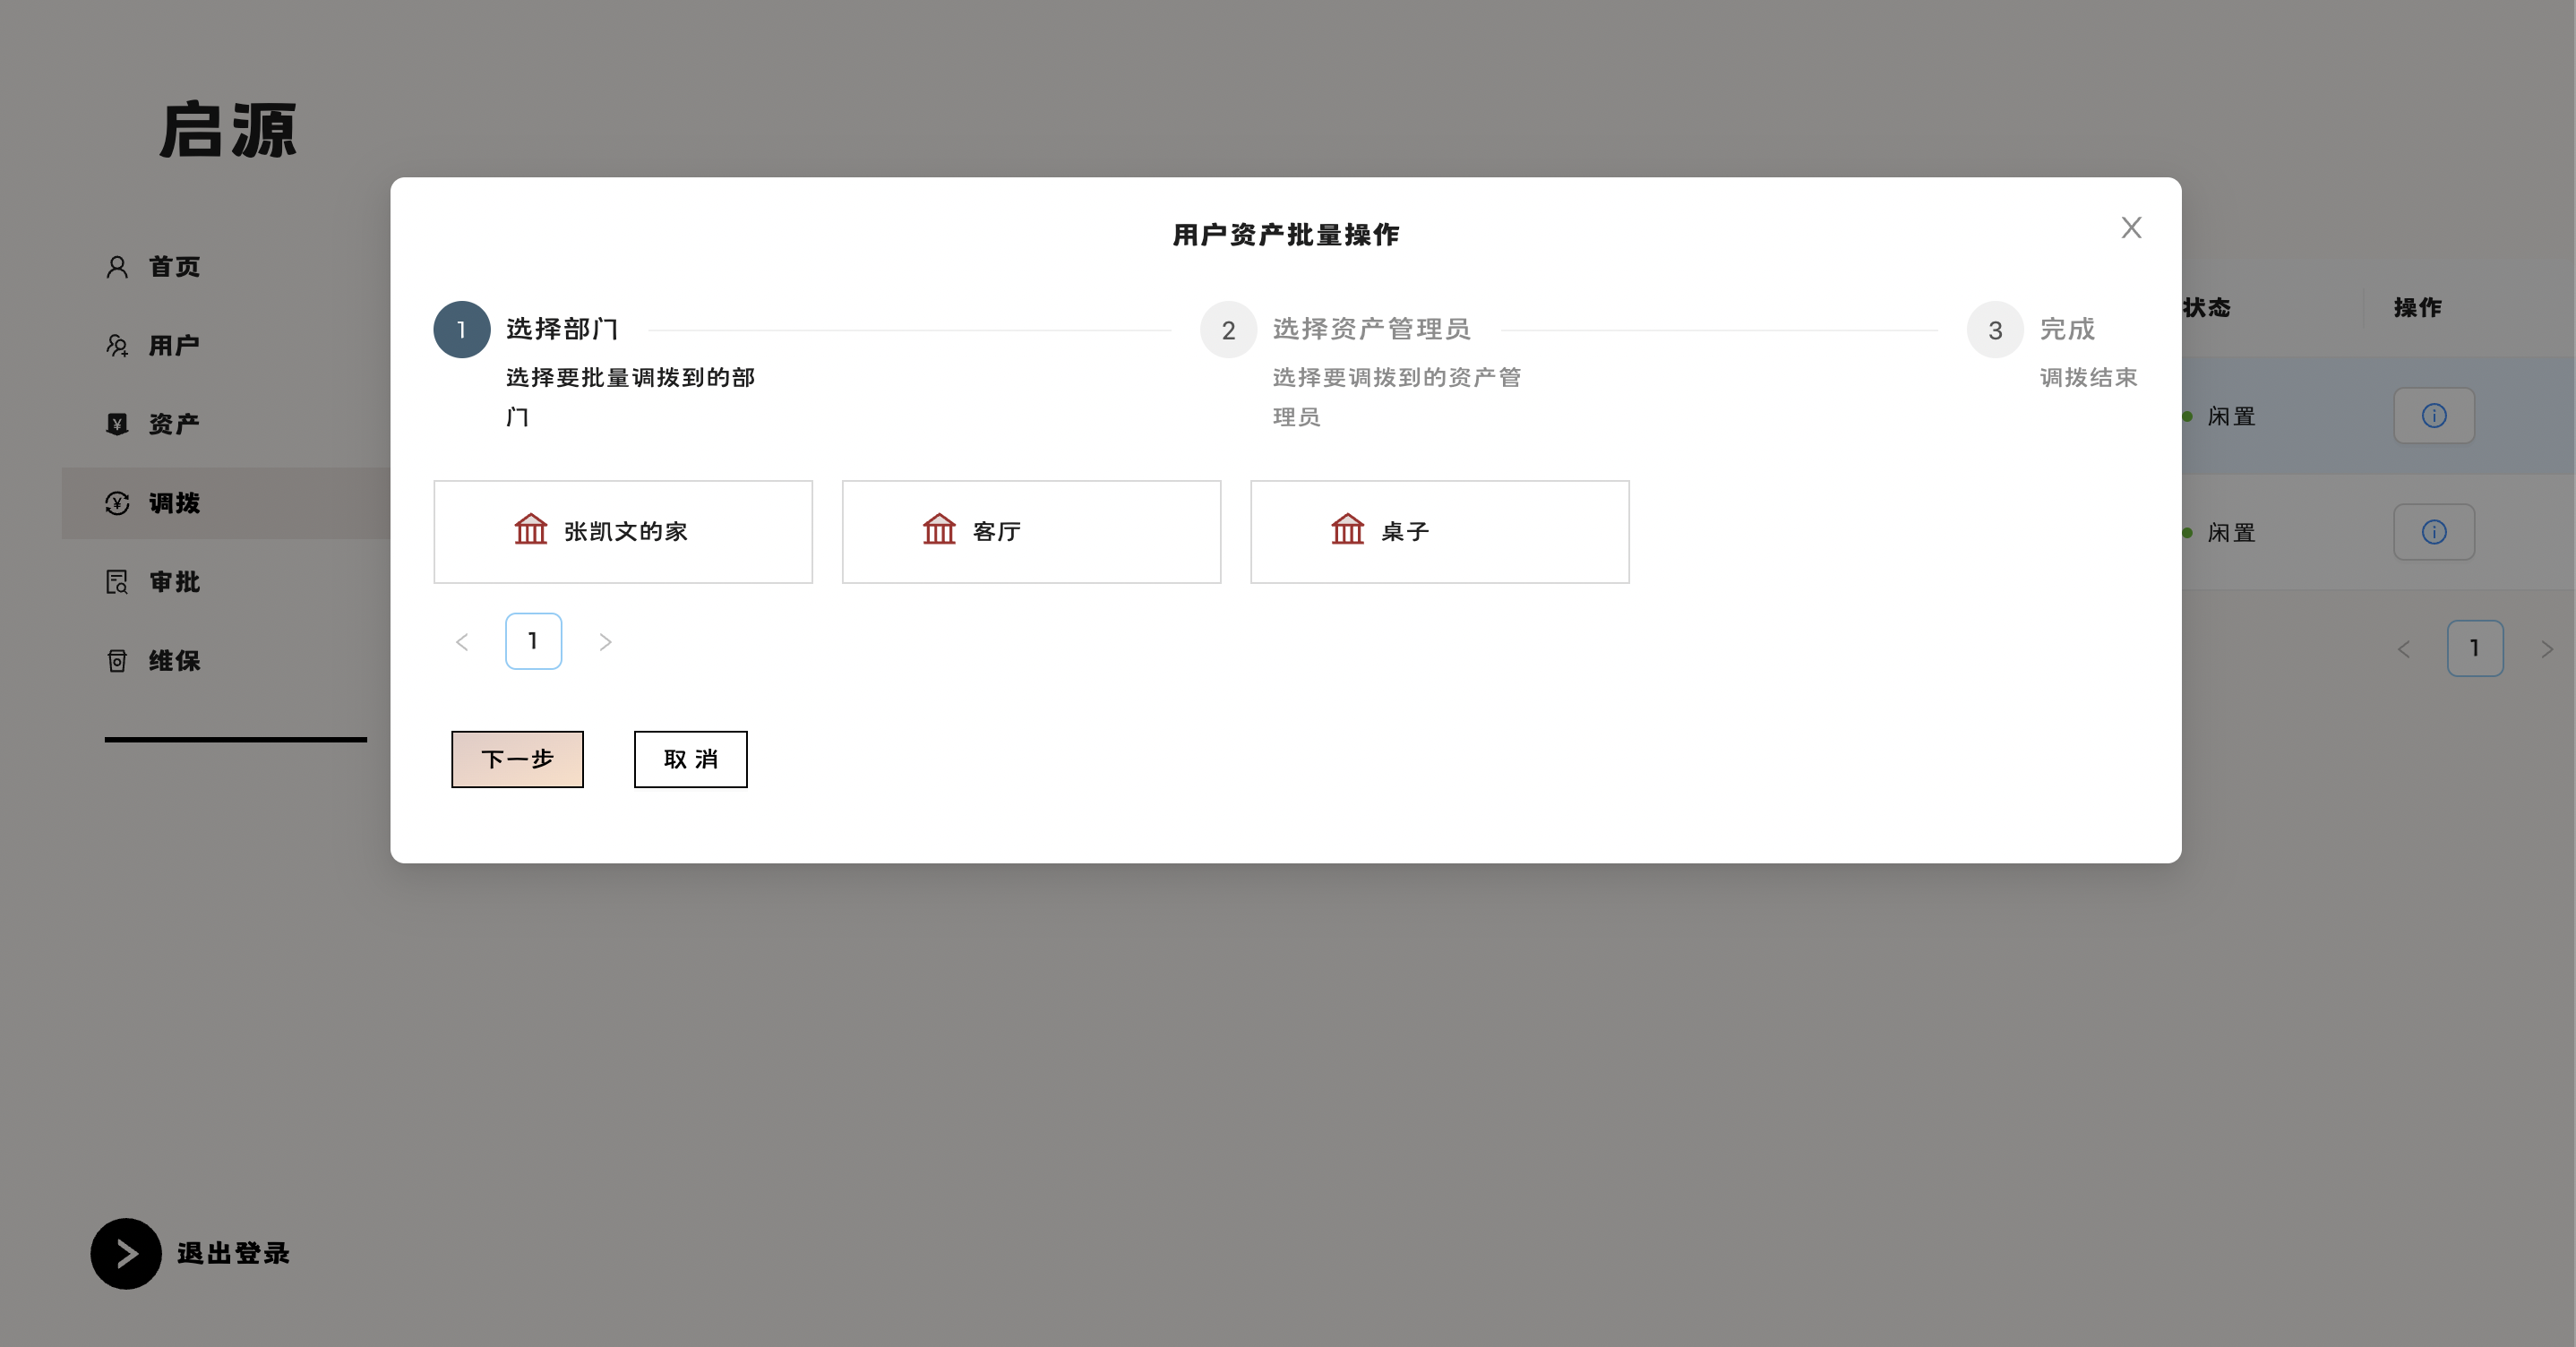 启源
首页
用户
资产
调拨
审批
维保
退出登录
用户资产批量操作
1 选择部门
选择要批量调拨到的部
门
2 选择资产管理员
选择要调拨到的资产管
理员
3 完成
调拨结束
张凯文的家
客厅
桌子
1
下一步
取 消
状态
操作
闲置
闲置
1